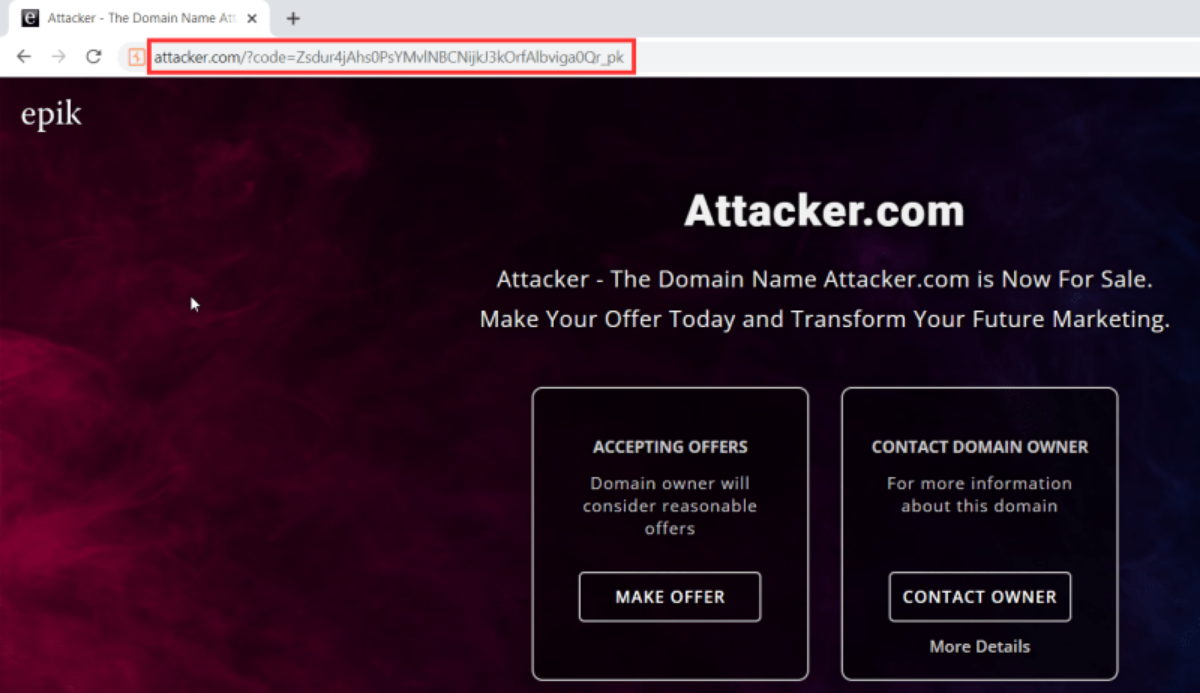 Attacker - The Domain Name Att
attacker.com/?code=Zsdur4jAhs0PsYMvlNBCNijkJ3kOrfAlbviga0Qr_pk
epik
Attacker.com
Attacker - The Domain Name Attacker.com is Now For Sale.
Make Your Offer Today and Transform Your Future Marketing.
ACCEPTING OFFERS
Domain owner will
consider reasonable
offers
MAKE OFFER
CONTACT DOMAIN OWNER
For more information
about this domain
CONTACT OWNER
More Details